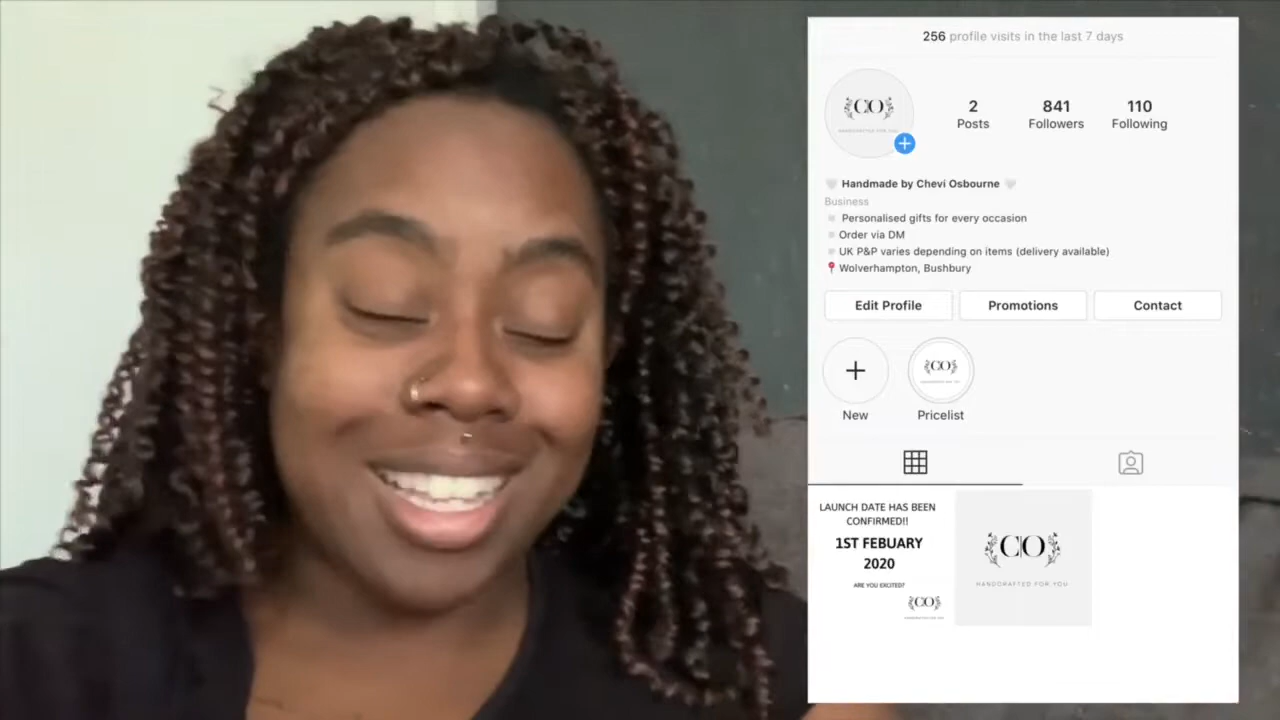 256 profile visits in the last 7 days
CO
2
841
110
Posts
Followers
Following
Handmade by Chevi Osbourne
Business
Personalised gifts for every occasion
Order via DM
UK P&P varies depending on items (delivery available)
Wolverhampton, Bushbury
Edit Profile
Promotions
Contact
CO
New
Pricelist
LAUNCH DATE HAS BEEN
CONFIRMED!!
1ST FEBUARY
2020
ARE YOU EXCITED?
CO
CO
HANDCRAFTED FOR YOU